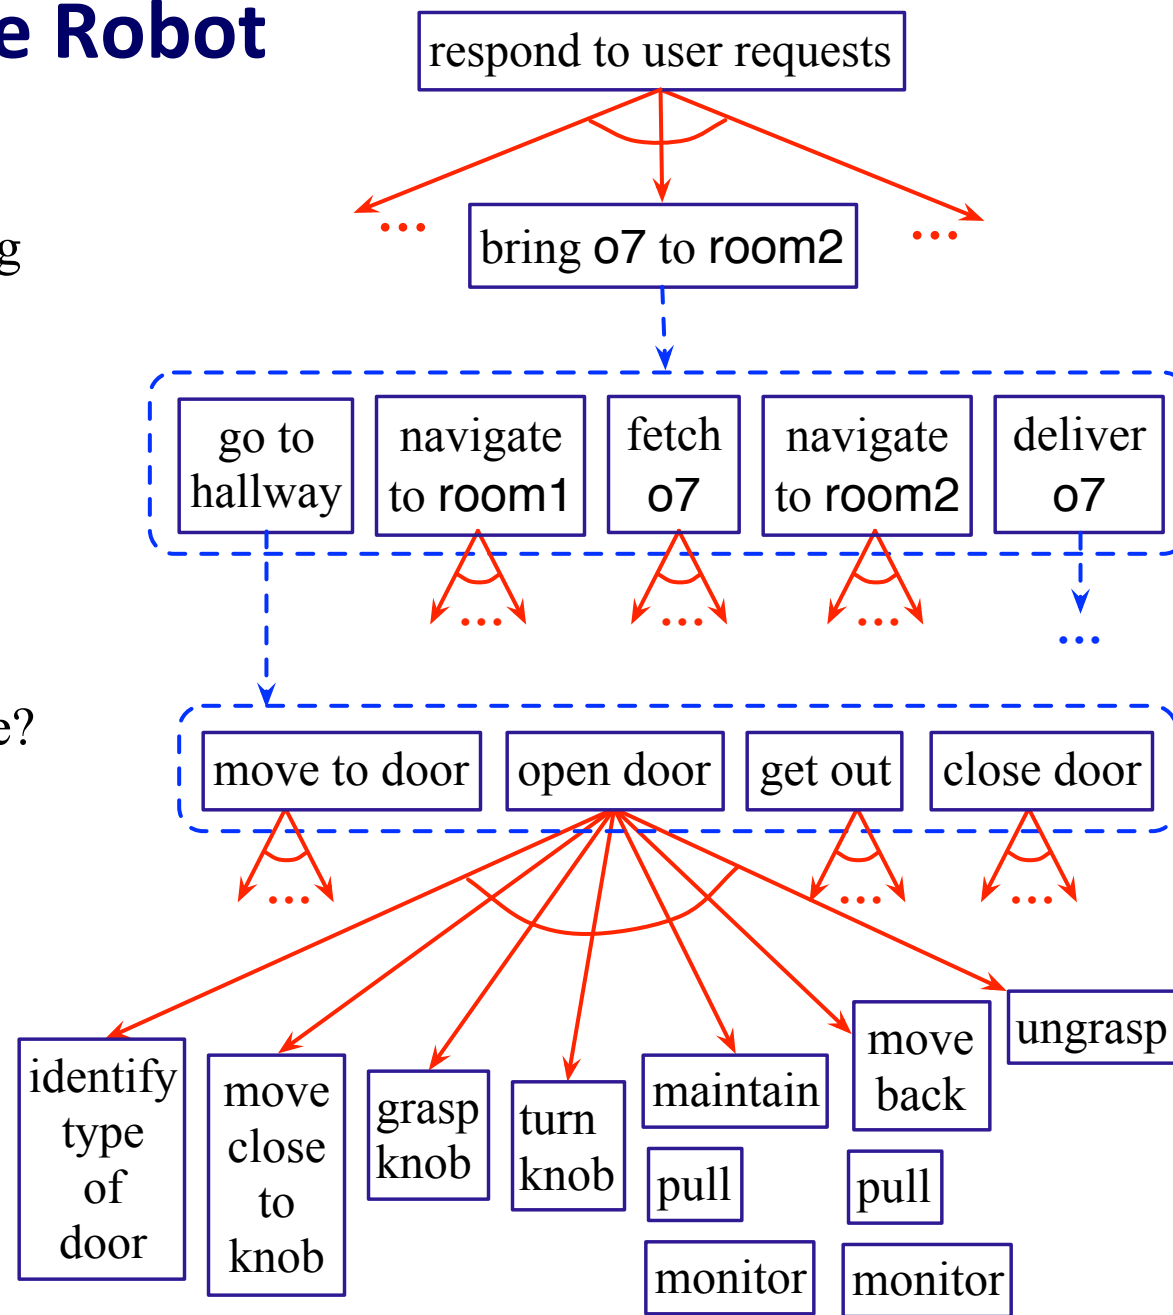 e Robot
respond to user requests
...
bring o7 to room2
...
g
go to
hallway
navigate
to room1
fetch
o7
navigate
to room2
deliver
o7
...
...
...
...
e?
move to door
open door
get out
close door
...
...
...
identify
type
of
door
move
close
to
knob
grasp
knob
turn
knob
maintain
pull
monitor
move
back
pull
monitor
ungrasp